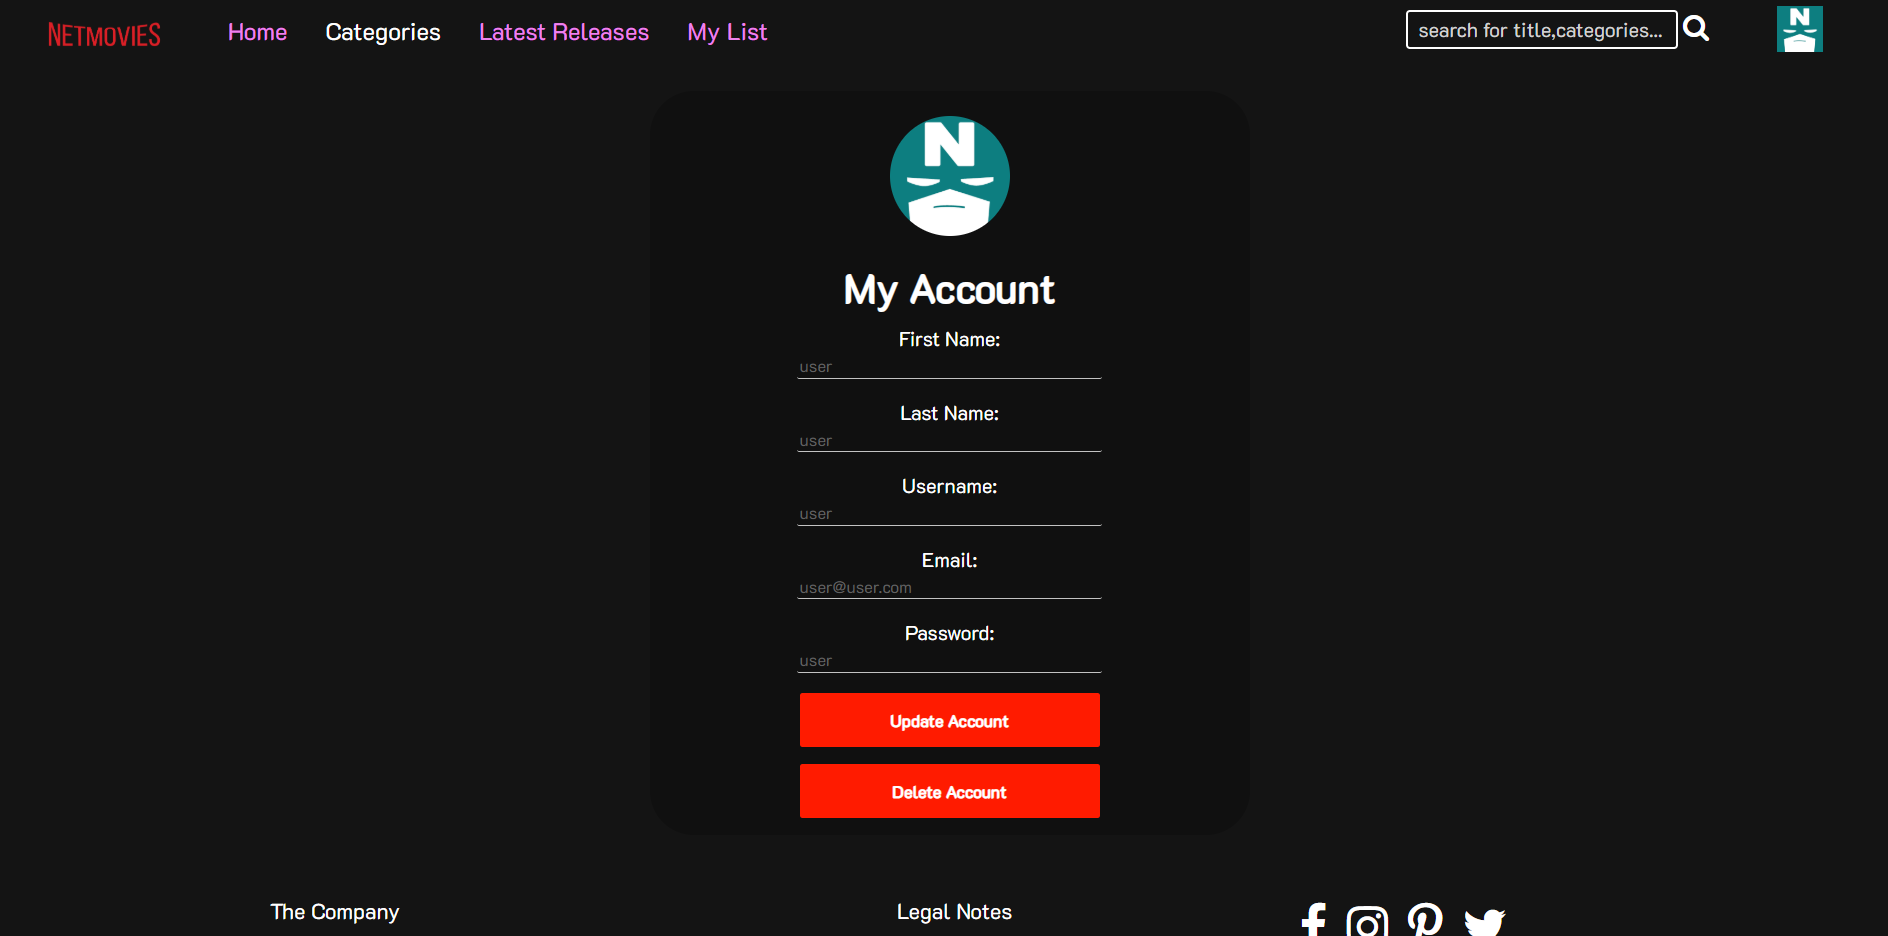 NETMOVIES Home Categories Latest Releases My List search for title,categories... N
N
My Account
First Name:
user
Last Name:
user
Username:
user
Email:
user@user.com
Password:
user
Update Account
Delete Account
The Company Legal Notes